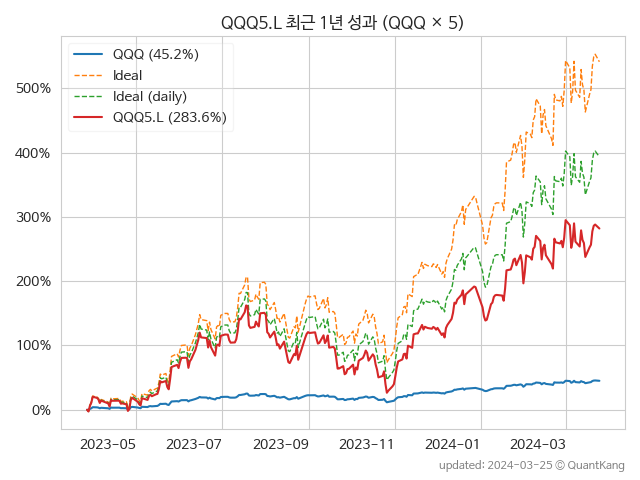 QQQ5.L 최근 1년 성과 (QQQ × 5)
QQQ (45.2%)
Ideal
Ideal (daily)
QQQ5.L (283.6%)
500%
400%
300%
200%
100%
0%
2023-05 2023-07 2023-09 2023-11 2024-01 2024-03
updated: 2024-03-25 © QuantKang